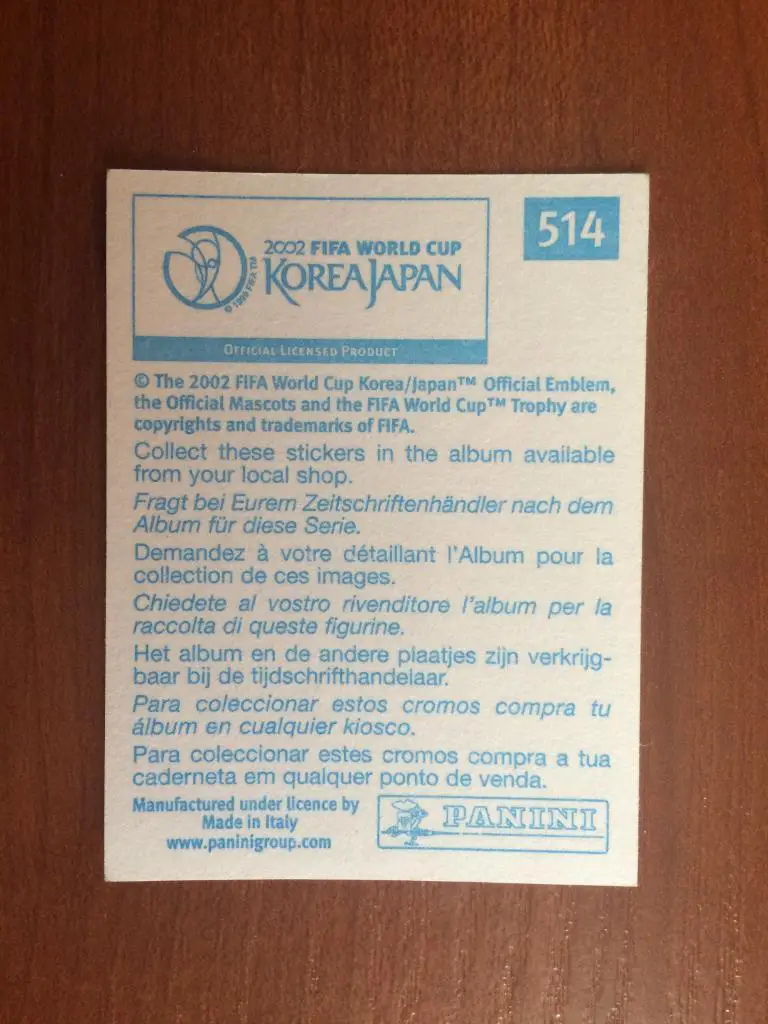 514
2002 FIFA WORLD CUP
KOREA JAPAN
© 1999 FIFA™
OFFICIAL LICENSED PRODUCT
© The 2002 FIFA World Cup Korea/Japan™ Official Emblem,
the Official Mascots and the FIFA World Cup™ Trophy are
copyrights and trademarks of FIFA.
Collect these stickers in the album available
from your local shop.
Fragt bei Eurem Zeitschriftenhändler nach dem
Album für diese Serie.
Demandez à votre détaillant l'Album pour la
collection de ces images.
Chiedete al vostro rivenditore l'album per la
raccolta di queste figurine.
Het album en de andere plaatjes zijn verkrijg-
baar bij de tijdschrifthandelaar.
Para coleccionar estos cromos compra tu
álbum en cualquier kiosco.
Para coleccionar estes cromos compra a tua
caderneta em qualquer ponto de venda.
Manufactured under licence by
Made in Italy
www.paninigroup.com
PANINI